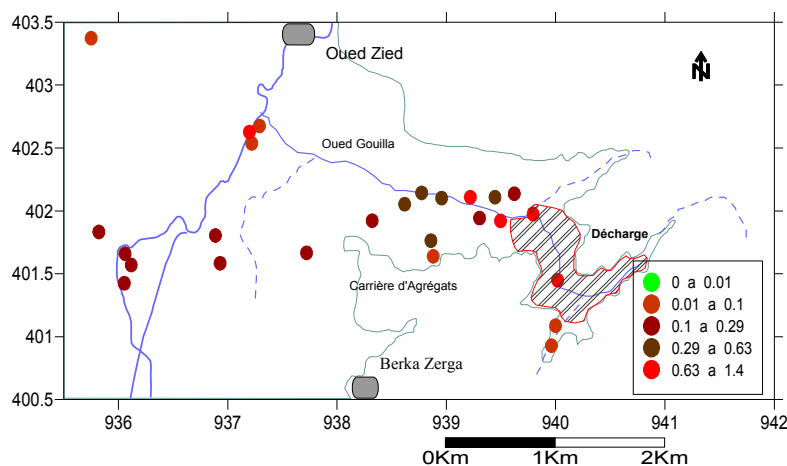 403.5
403
402.5
402
401.5
401
400.5
Oued Zied
N
Oued Gouilla
Décharge
Carrière d'Agrégats
Berka Zerga
0 a 0.01
0.01 a 0.1
0.1 a 0.29
0.29 a 0.63
0.63 a 1.4
936
937
938
939
940
941
942
0Km
1Km
2Km